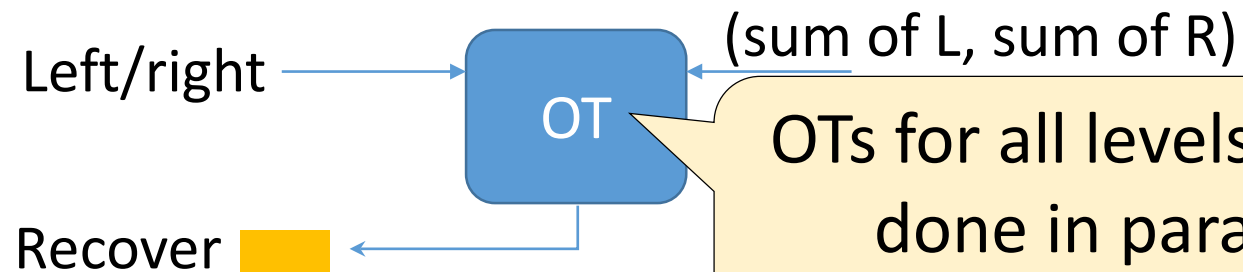 Left/right
OT
(sum of L, sum of R)
OTs for all levels
done in para
Recover